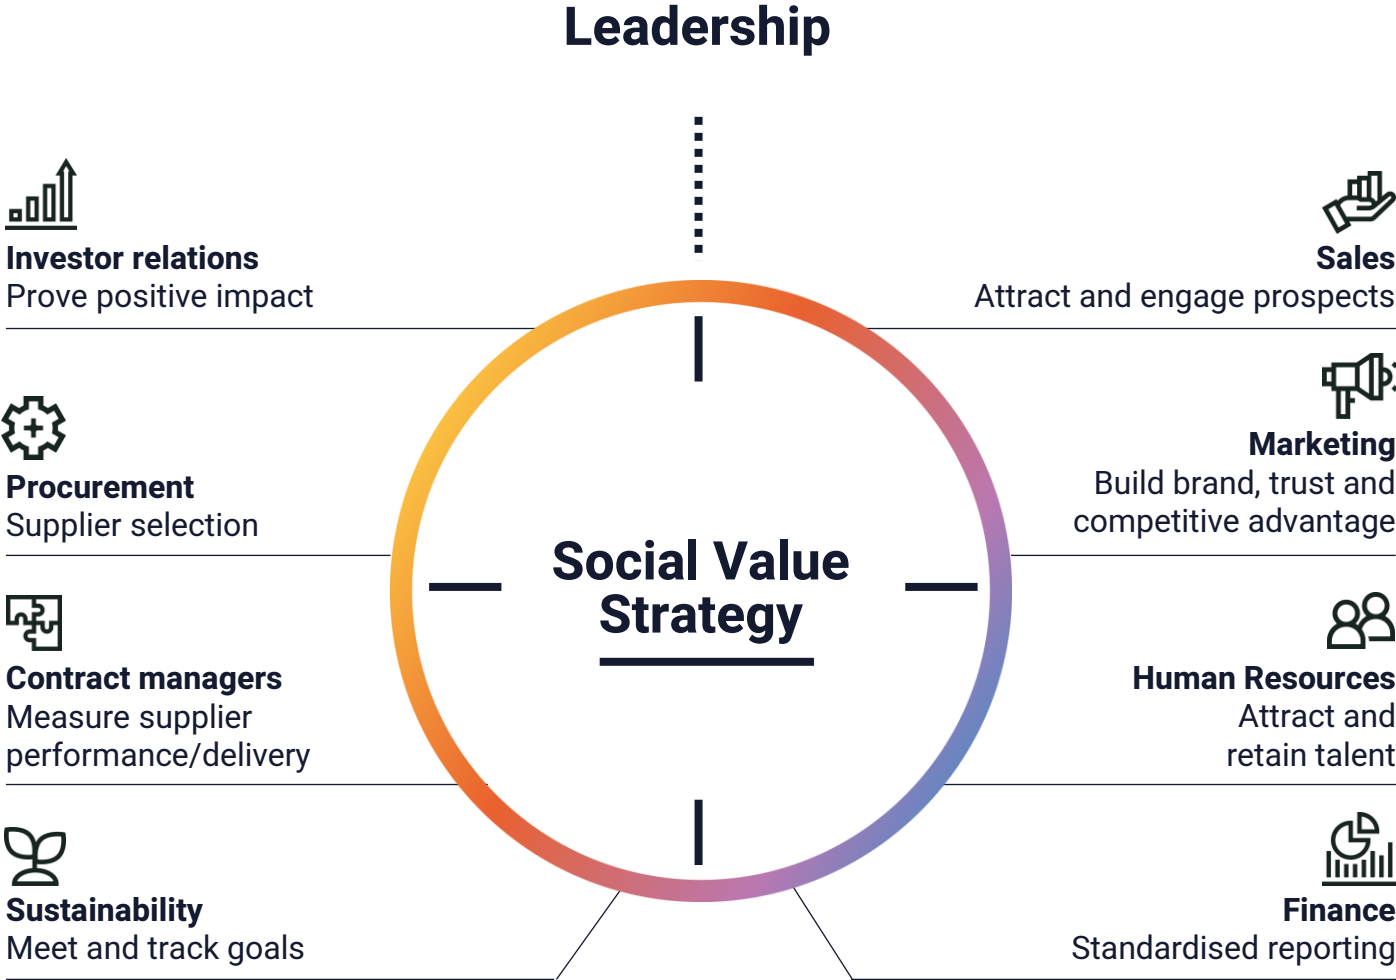 Leadership
Investor relations
Prove positive impact
Procurement
Supplier selection
Contract managers
Measure supplier
performance/delivery
Sustainability
Meet and track goals
Social Value
Strategy
Sales
Attract and engage prospects
Marketing
Build brand, trust and
competitive advantage
Human Resources
Attract and
retain talent
Finance
Standardised reporting